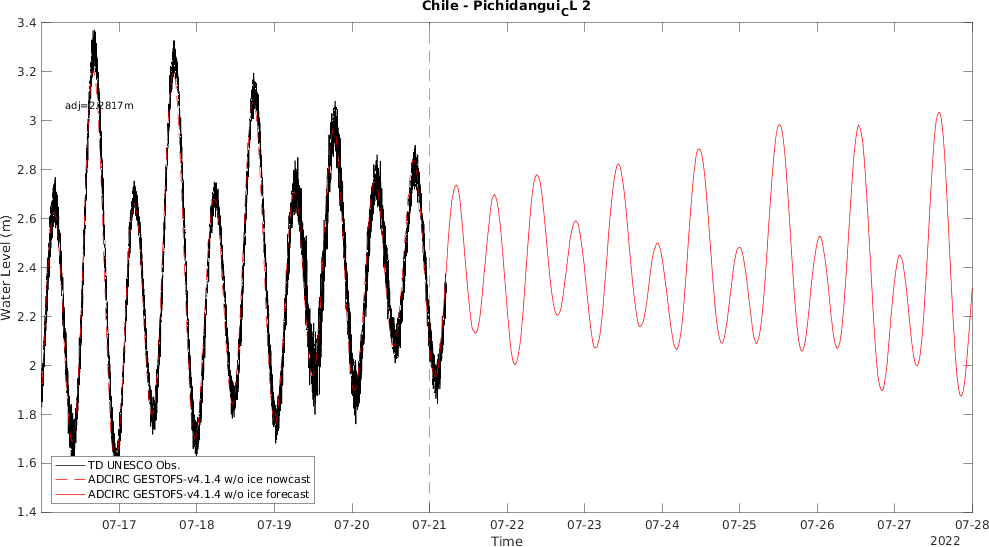 Chile - PichidanguiCL 2
3.4
3.2
3
2.8
2.6
2.4
2.2
2
1.8
1.6
1.4
Water Level (m)
adj=2.2817m
TD UNESCO Obs.
ADCIRC GESTOFS-v4.1.4 w/o ice nowcast
ADCIRC GESTOFS-v4.1.4 w/o ice forecast
07-17 07-18 07-19 07-20 07-21 07-22 07-23 07-24 07-25 07-26 07-27 07-28
Time
2022